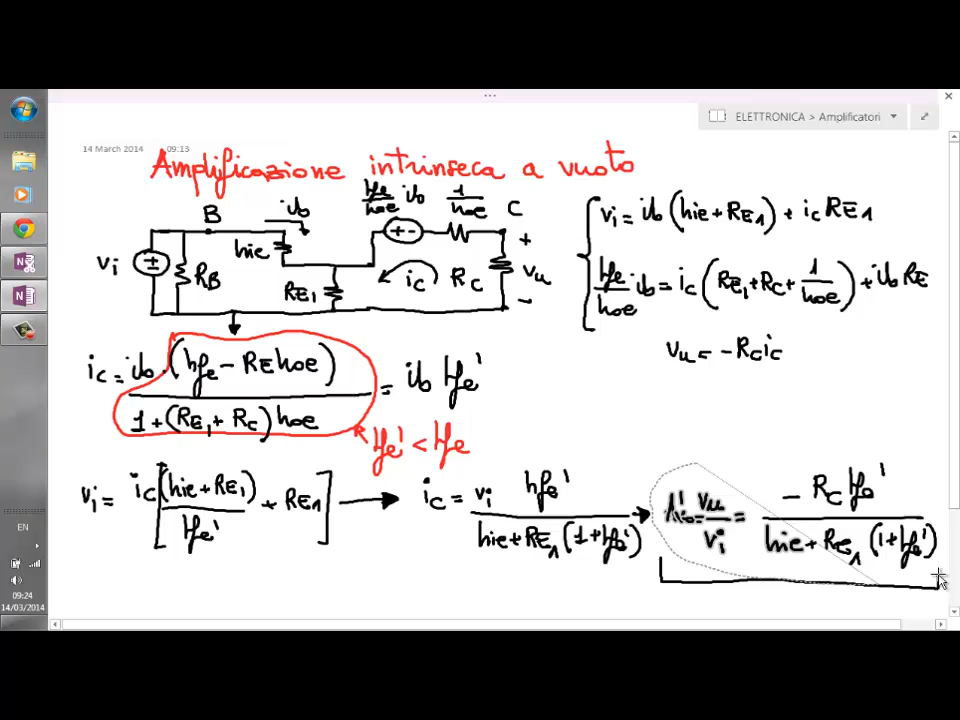 ELETTRONICA > Amplificatori
14 March 2014 09:13
Amplificazione intrinseca a vuoto
B
ib
hfe/hoe ib
1/hoe
C
vi
RB
hie
RE1
ic
RC
+
vu
-
vi = ib (hie + RE1) + ic RE1
hfe/hoe ib = ic (RE1 + RC + 1/hoe) + ib RE
vu = - RC ic
ic = ib · (hfe - RE hoe) / 1 + (RE1 + RC) hoe = ib hfe'
hfe' < hfe
vi = ic [(hie + RE1) / hfe' + RE1]
ic = vi hfe' / hie + RE1 (1 + hfe')
vu / vi = - RC hfe' / hie + RE1 (1 + hfe')
EN
09:24
14/03/2014